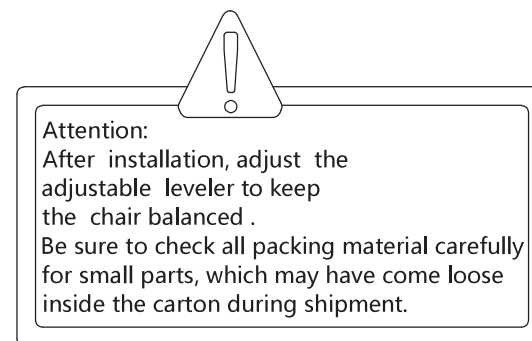 Attention:
After installation, adjust the
adjustable leveler to keep
the chair balanced .
Be sure to check all packing material carefully
for small parts, which may have come loose
inside the carton during shipment.